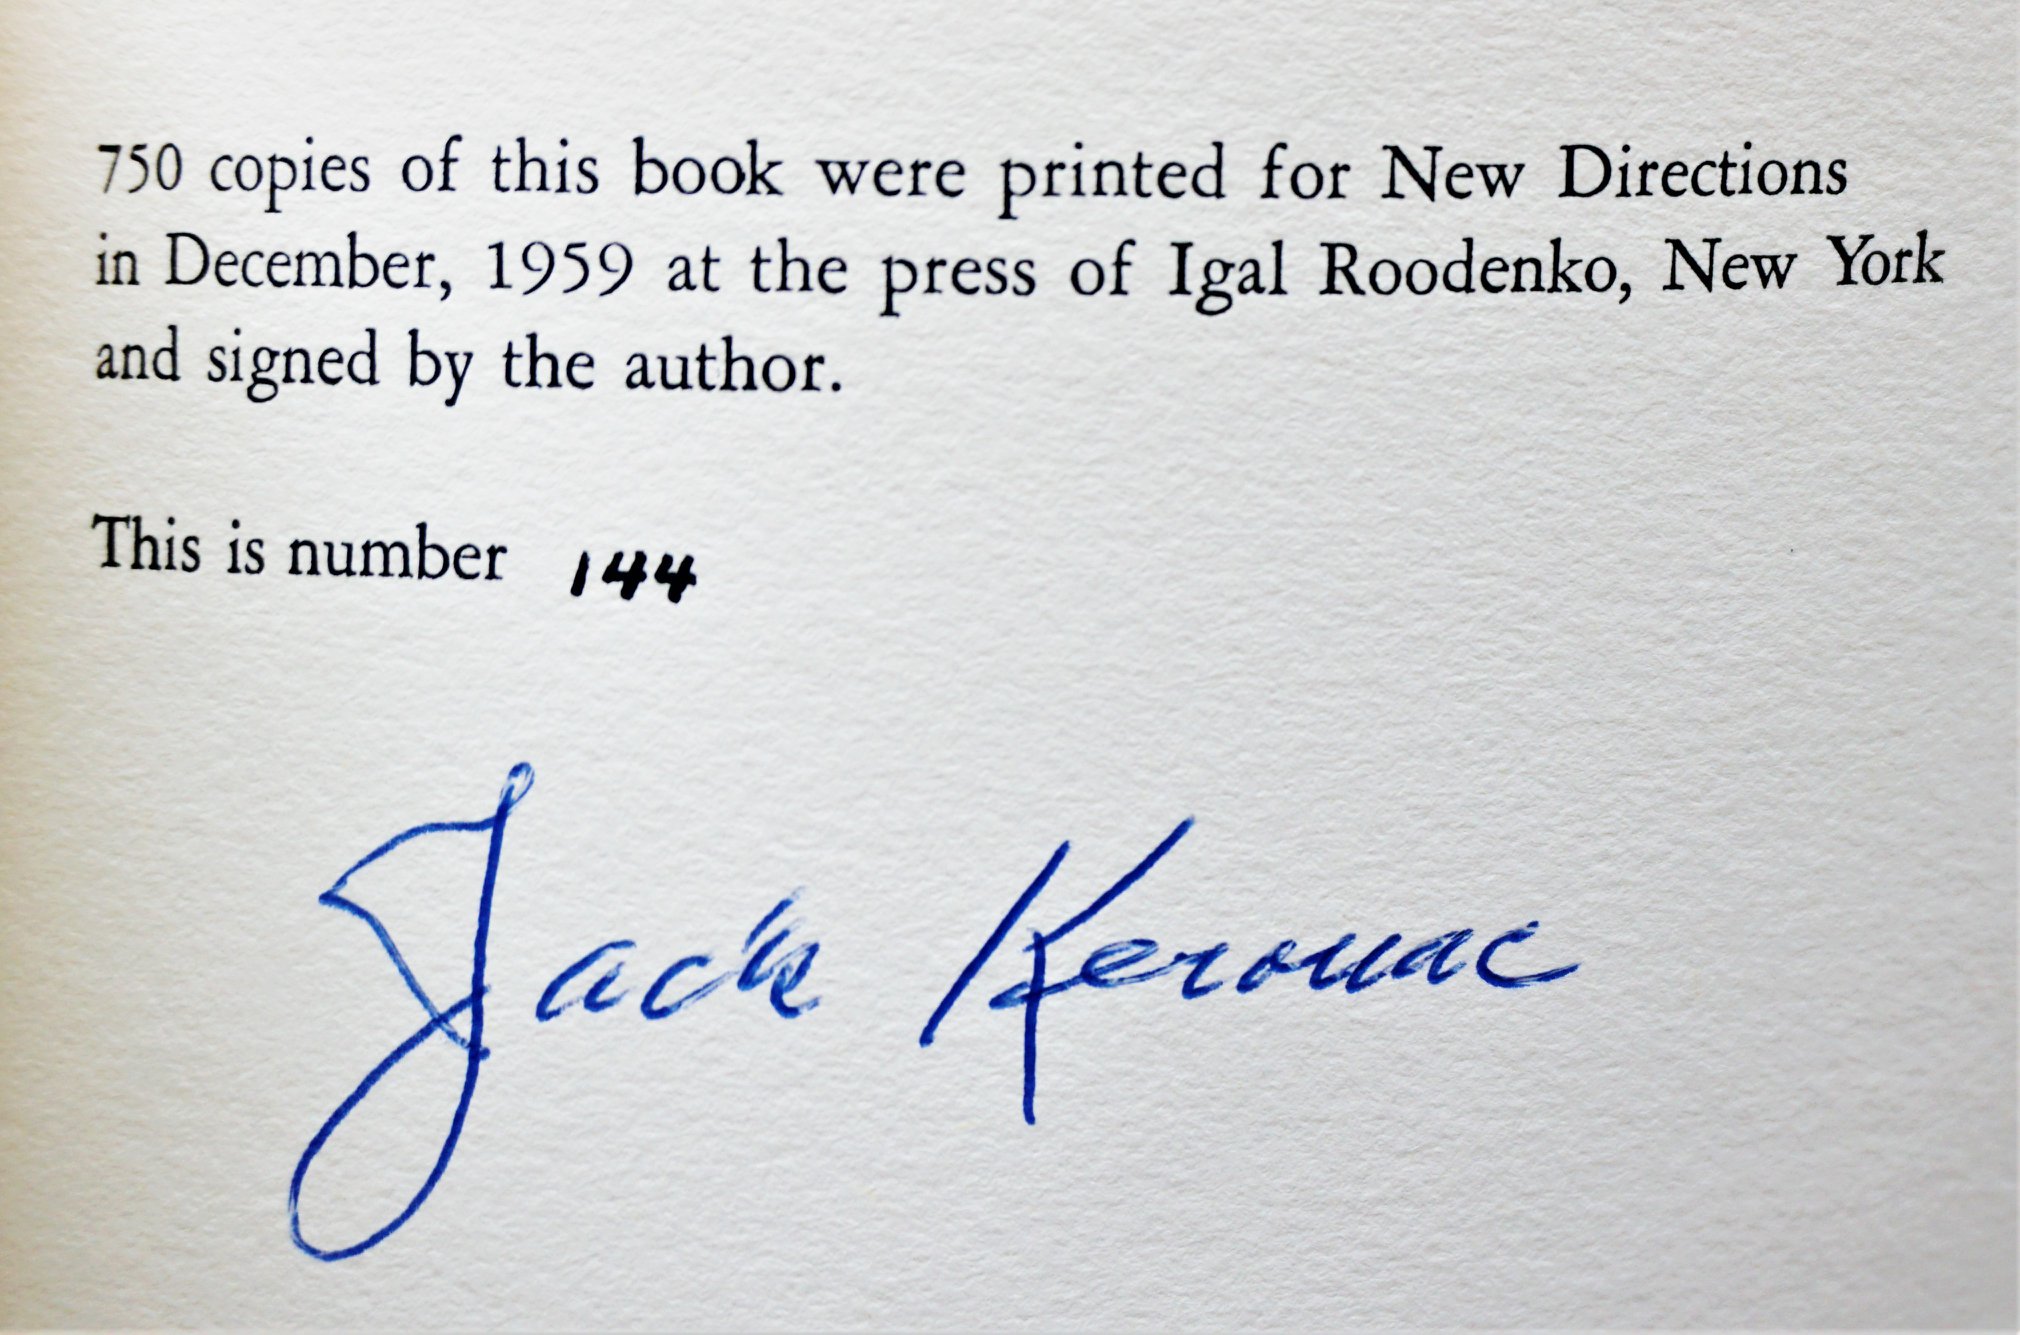 750 copies of this book were printed for New Directions
in December, 1959 at the press of Igal Roodenko, New York
and signed by the author.
This is number 144
Jack Kerouac